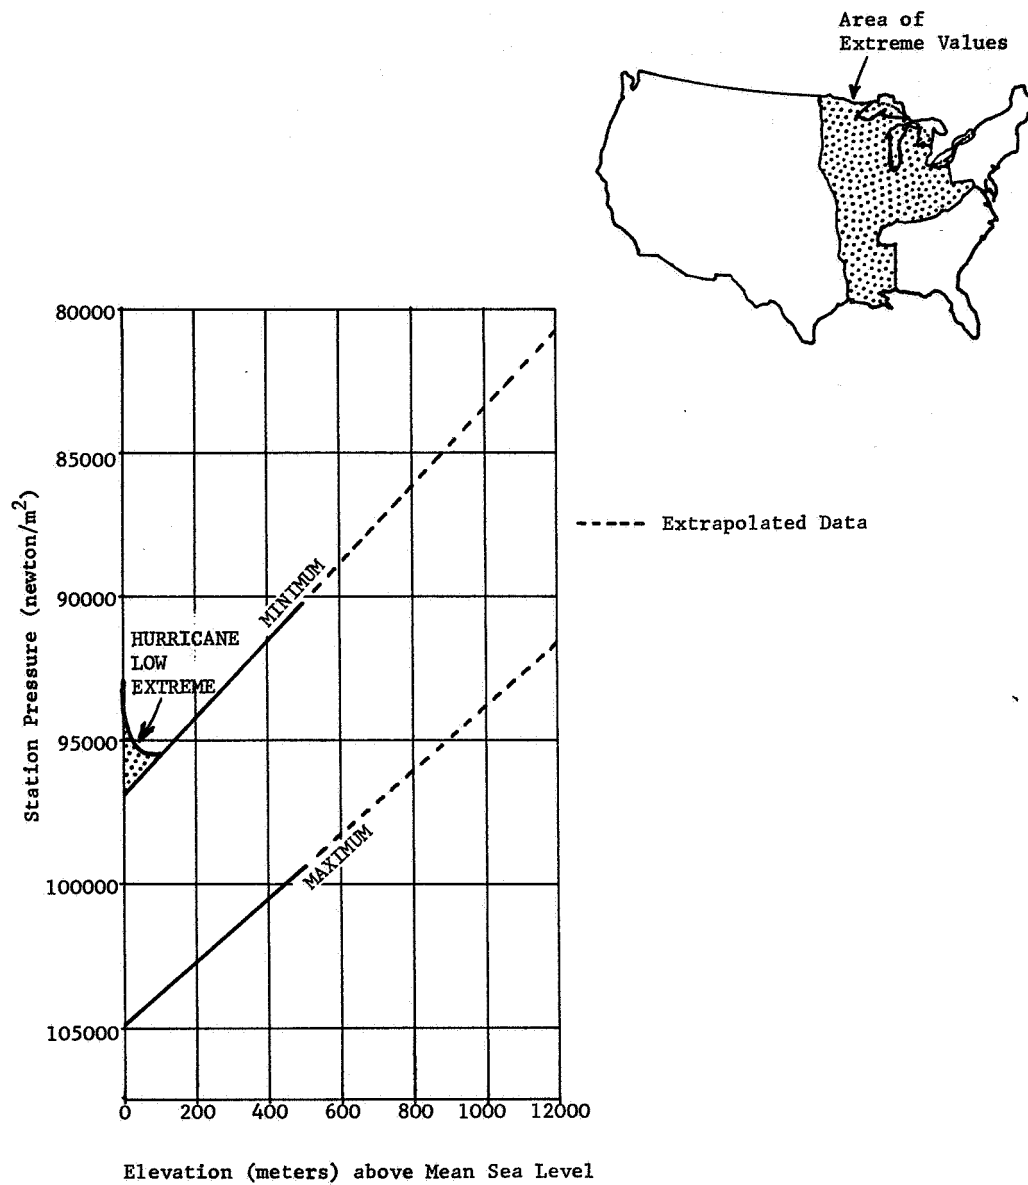 Area of
Extreme Values
80000
85000
90000
95000
100000
105000
Station Pressure (newton/m²)
HURRICANE
LOW
EXTREME
MINIMUM
MAXIMUM
Extrapolated Data
0 200 400 600 800 1000 12000
Elevation (meters) above Mean Sea Level